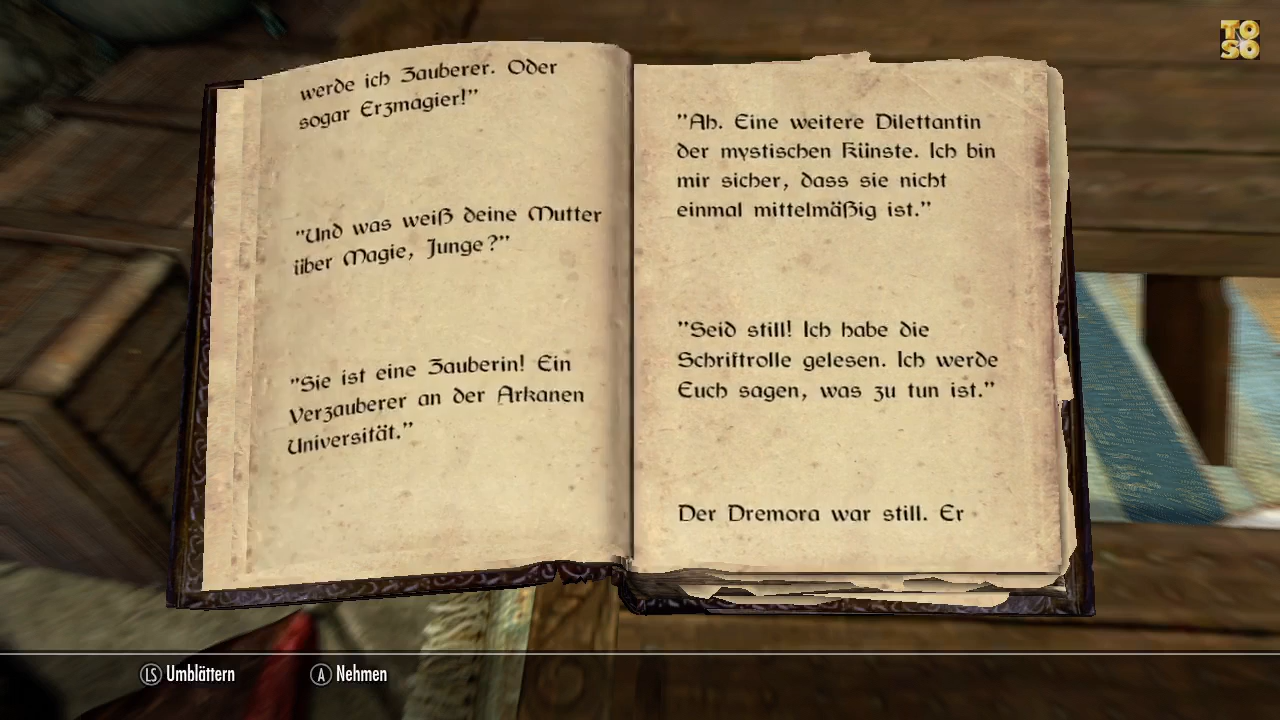 werde ich Zauberer. Oder
sogar Erzmagier!"
"Und was weiß deine Mutter
über Magie, Junge?"
"Sie ist eine Zauberin! Ein
Verzauberer an der Arkanen
Universität."
"Ah. Eine weitere Dilettantin
der mystischen Künste. Ich bin
mir sicher, dass sie nicht
einmal mittelmäßig ist."
"Seid still! Ich habe die
Schriftrolle gelesen. Ich werde
Euch sagen, was zu tun ist."
Der Dremora war still. Er
TO
SO
LS Umblättern
A Nehmen